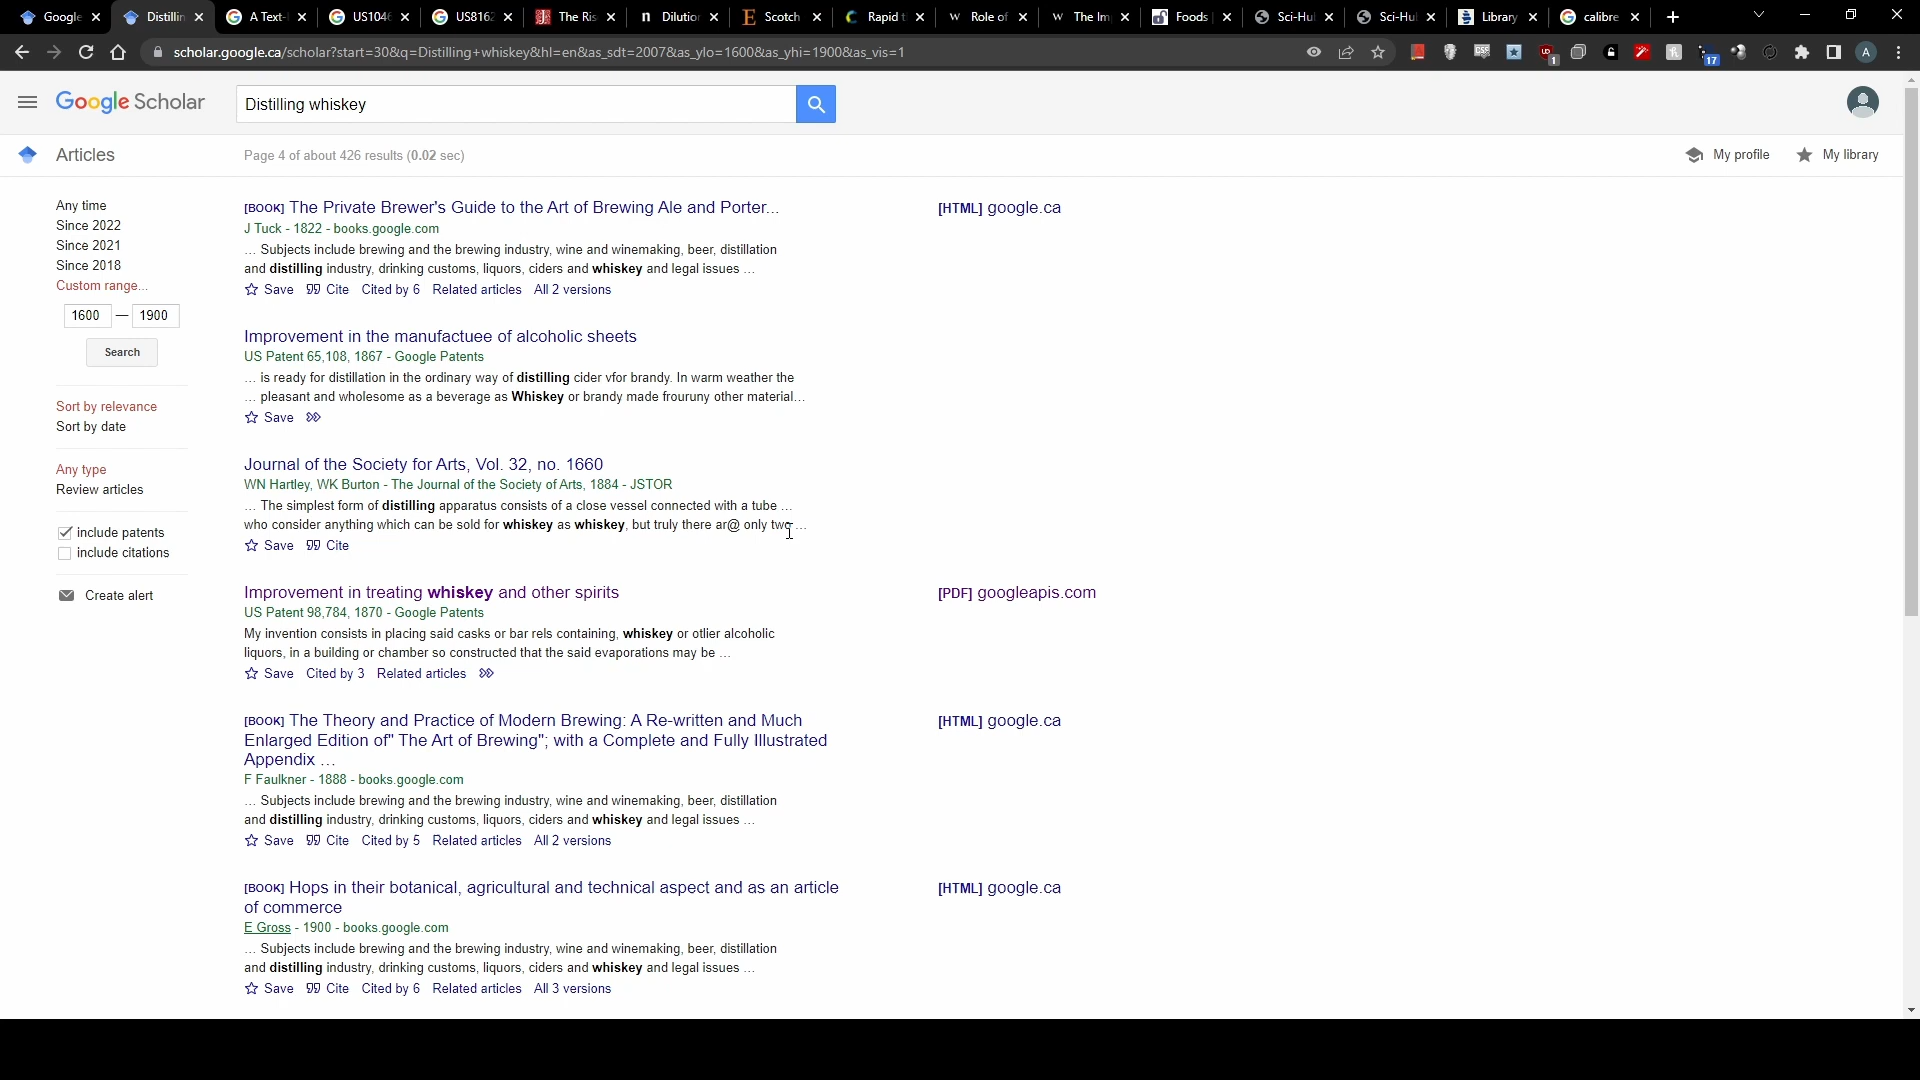 Google
Distillin
A Text-
US1046
US8162
The Ris
Dilution
Scotch
Rapid
Role of
The Im
Foods
Sci-Hu
Sci-Hu
Library
calibre
scholar.google.ca/scholar?start=30&q=Distilling+whiskey&hl=en&as_sdt=2007&as_ylo=1600&as_yhi=1900&as_vis=1
1
17
A
Google Scholar
Distilling whiskey
Articles
Page 4 of about 426 results (0.02 sec)
My profile
My library
Any time
Since 2022
Since 2021
Since 2018
Custom range...
1600 — 1900
Search
Sort by relevance
Sort by date
Any type
Review articles
include patents
include citations
Create alert
[BOOK] The Private Brewer's Guide to the Art of Brewing Ale and Porter...
[HTML] google.ca
J Tuck - 1822 - books.google.com
... Subjects include brewing and the brewing industry, wine and winemaking, beer, distillation
and distilling industry, drinking customs, liquors, ciders and whiskey and legal issues ...
Save Cite Cited by 6 Related articles All 2 versions
Improvement in the manufactuee of alcoholic sheets
US Patent 65,108, 1867 - Google Patents
... is ready for distillation in the ordinary way of distilling cider vfor brandy. In warm weather the
... pleasant and wholesome as a beverage as Whiskey or brandy made frouruny other material...
Save
Journal of the Society for Arts, Vol. 32, no. 1660
WN Hartley, WK Burton - The Journal of the Society of Arts, 1884 - JSTOR
... The simplest form of distilling apparatus consists of a close vessel connected with a tube ...
who consider anything which can be sold for whiskey as whiskey, but truly there ar@ only two ...
Save Cite
Improvement in treating whiskey and other spirits
[PDF] googleapis.com
US Patent 98,784, 1870 - Google Patents
My invention consists in placing said casks or bar rels containing, whiskey or otlier alcoholic
liquors, in a building or chamber so constructed that the said evaporations may be ...
Save Cited by 3 Related articles
[BOOK] The Theory and Practice of Modern Brewing: A Re-written and Much
Enlarged Edition of" The Art of Brewing"; with a Complete and Fully Illustrated
Appendix ...
[HTML] google.ca
F Faulkner - 1888 - books.google.com
... Subjects include brewing and the brewing industry, wine and winemaking, beer, distillation
and distilling industry, drinking customs, liquors, ciders and whiskey and legal issues ...
Save Cite Cited by 5 Related articles All 2 versions
[BOOK] Hops in their botanical, agricultural and technical aspect and as an article
of commerce
[HTML] google.ca
E Gross - 1900 - books.google.com
... Subjects include brewing and the brewing industry, wine and winemaking, beer, distillation
and distilling industry, drinking customs, liquors, ciders and whiskey and legal issues ...
Save Cite Cited by 6 Related articles All 3 versions